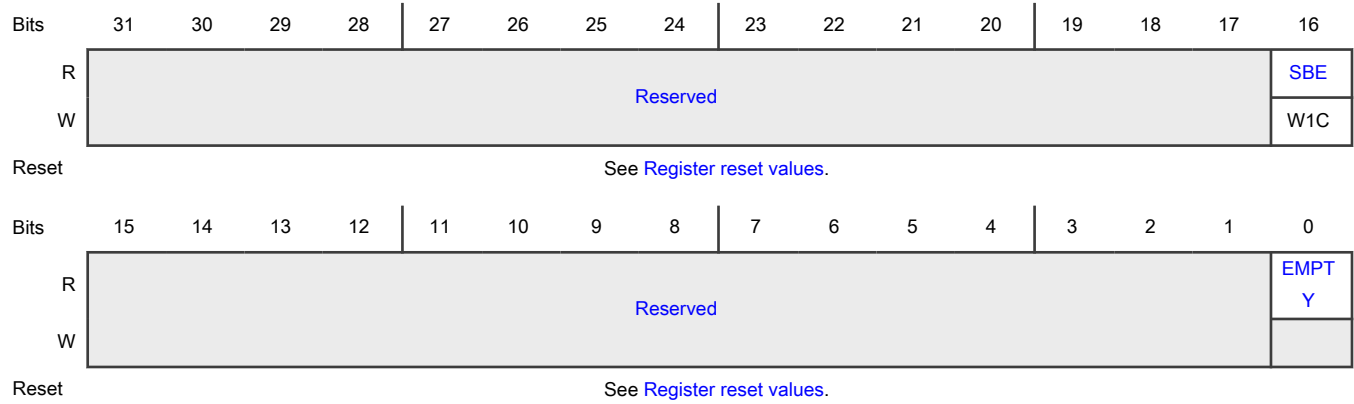 Bits 31 30 29 28 27 26 25 24 23 22 21 20 19 18 17 16
R SBE
Reserved
W W1C
Reset See Register reset values.
Bits 15 14 13 12 11 10 9 8 7 6 5 4 3 2 1 0
R EMPT
Y
Reserved
W
Reset See Register reset values.